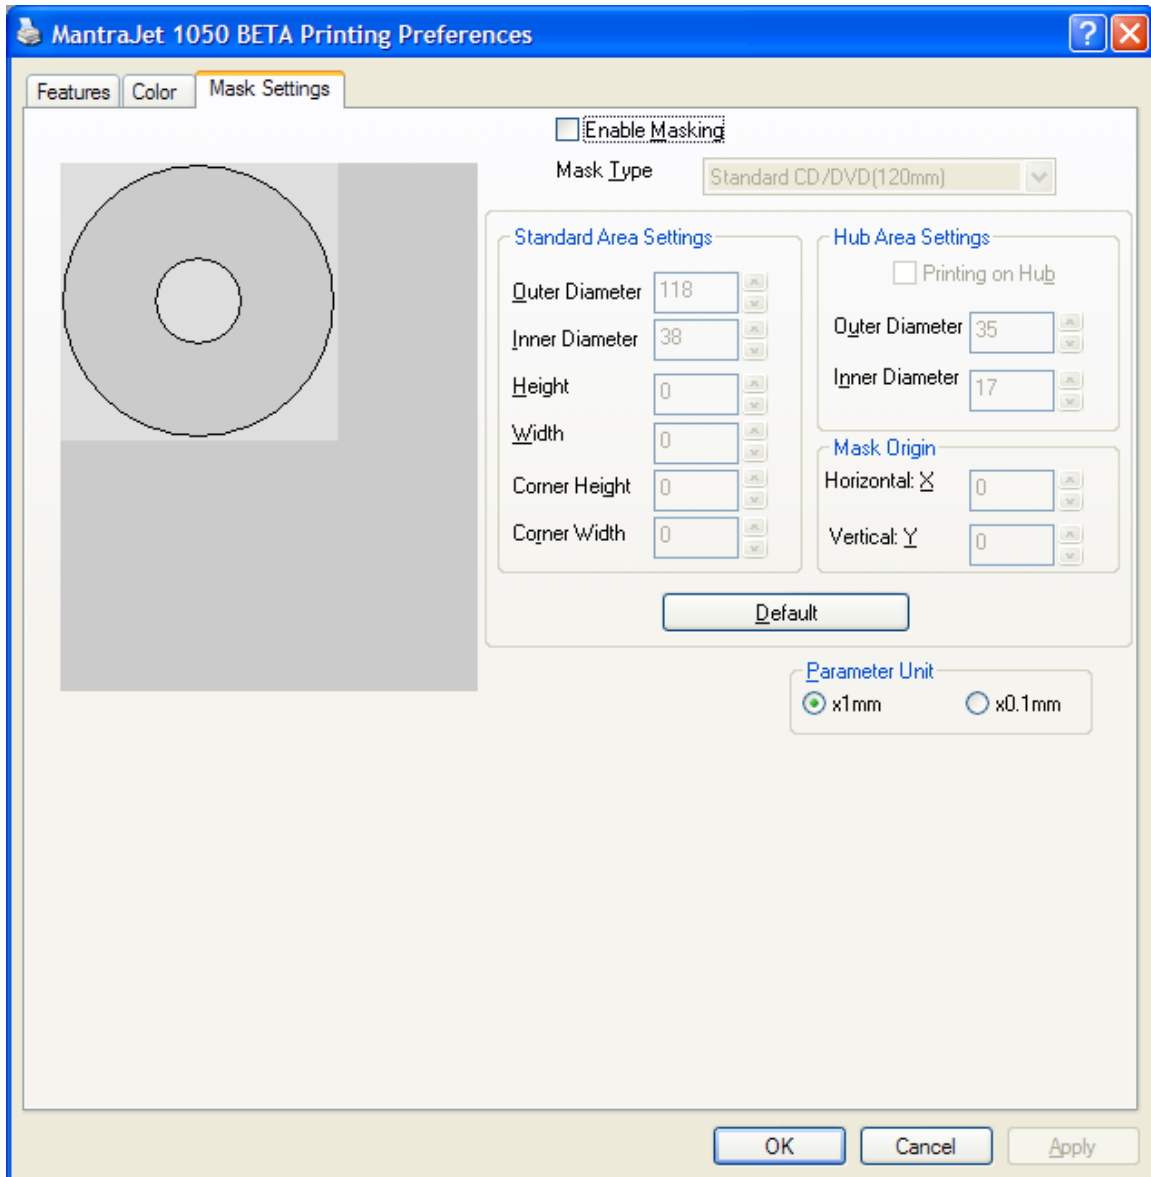 MantraJet 1050 BETA Printing Preferences
Features Color Mask Settings
Enable Masking
Mask Type Standard CD/DVD(120mm)
Standard Area Settings
Outer Diameter 118
Inner Diameter 38
Height 0
Width 0
Corner Height 0
Corner Width 0
Hub Area Settings
Printing on Hub
Outer Diameter 35
Inner Diameter 17
Mask Origin
Horizontal: X 0
Vertical: Y 0
Default
Parameter Unit
x1mm x0.1mm
OK Cancel Apply